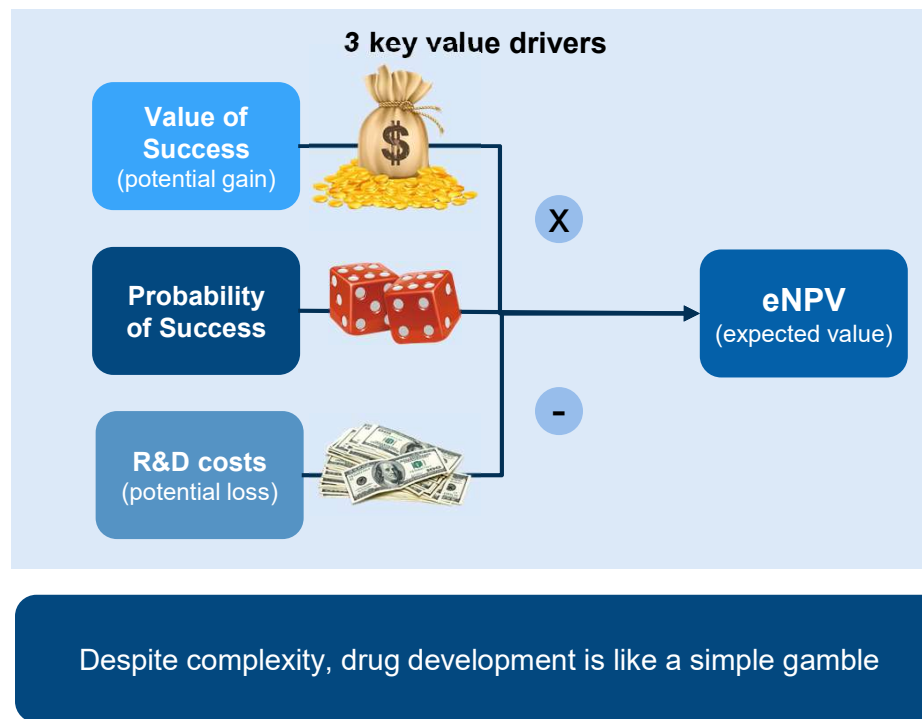 3 key value drivers
Value of
Success
(potential gain)
$
X
Probability
of Success
eNPV
(expected value)
-
R&D costs
(potential loss)
Despite complexity, drug development is like a simple gamble